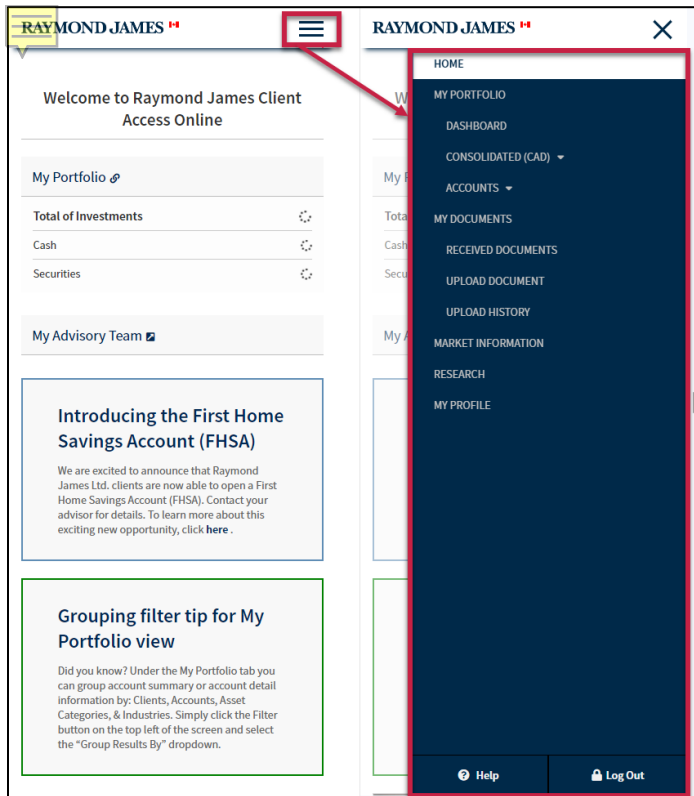 RAYMOND JAMES
Welcome to Raymond James Client
Access Online
My Portfolio
Total of Investments
Cash
Securities
My Advisory Team
Introducing the First Home
Savings Account (FHSA)
We are excited to announce that Raymond
James Ltd. clients are now able to open a First
Home Savings Account (FHSA). Contact your
advisor for details. To learn more about this
exciting new opportunity, click here .
Grouping filter tip for My
Portfolio view
Did you know? Under the My Portfolio tab you
can group account summary or account detail
information by: Clients, Accounts, Asset
Categories, & Industries. Simply click the Filter
button on the top left of the screen and select
the “Group Results By” dropdown.
RAYMOND JAMES
W
My P
Tota
Cash
Secu
My A
HOME
MY PORTFOLIO
DASHBOARD
CONSOLIDATED (CAD)
ACCOUNTS
MY DOCUMENTS
RECEIVED DOCUMENTS
UPLOAD DOCUMENT
UPLOAD HISTORY
MARKET INFORMATION
RESEARCH
MY PROFILE
Help
Log Out